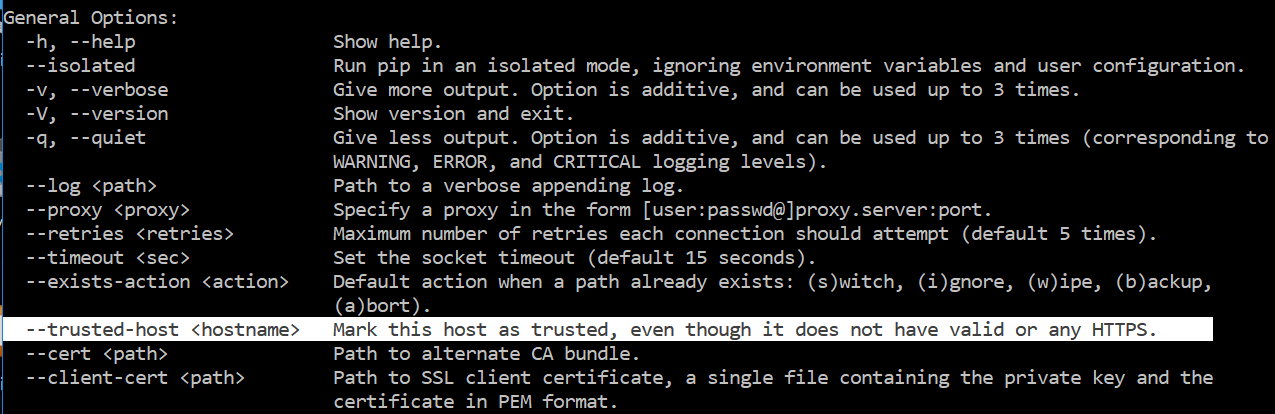 General Options:
-h, --help Show help.
--isolated Run pip in an isolated mode, ignoring environment variables and user configuration.
-v, --verbose Give more output. Option is additive, and can be used up to 3 times.
-V, --version Show version and exit.
-q, --quiet Give less output. Option is additive, and can be used up to 3 times (corresponding to
WARNING, ERROR, and CRITICAL logging levels).
--log <path> Path to a verbose appending log.
--proxy <proxy> Specify a proxy in the form [user:passwd@]proxy.server:port.
--retries <retries> Maximum number of retries each connection should attempt (default 5 times).
--timeout <sec> Set the socket timeout (default 15 seconds).
--exists-action <action> Default action when a path already exists: (s)witch, (i)gnore, (w)ipe, (b)ackup,
(a)bort).
--trusted-host <hostname> Mark this host as trusted, even though it does not have valid or any HTTPS.
--cert <path> Path to alternate CA bundle.
--client-cert <path> Path to SSL client certificate, a single file containing the private key and the
certificate in PEM format.